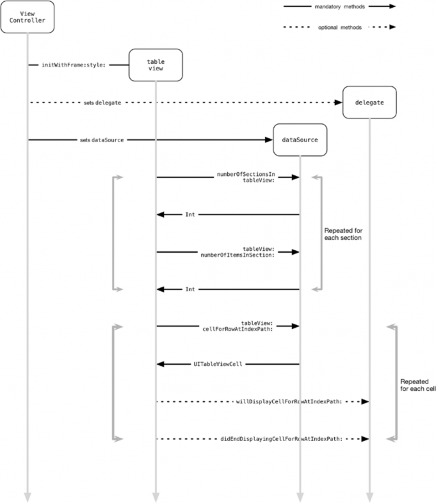 View
Controller
mandatory methods
optional methods
initWithFrame:style:
table
view
sets delegate
delegate
sets dataSource
dataSource
numberOfSectionsIn
tableView:
Int
Repeated for
each section
tableView:
numberOfItemsInSection:
Int
tableView:
cellForRowAtIndexPath:
UITableViewCell
Repeated
for each cell
willDisplayCellForRowAtIndexPath:
didEndDisplayingCellForRowAtIndexPath: